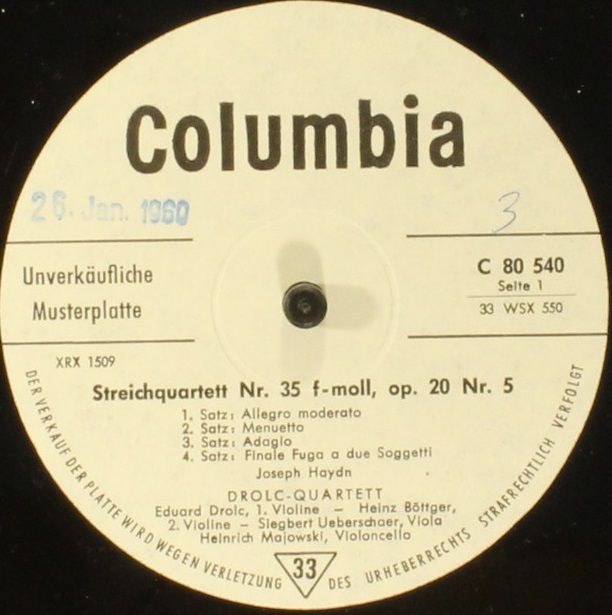 Columbia
26. Jan. 1960
3
Unverkäufliche
Musterplatte
C 80 540
Seite 1
33 WSX 550
XRX 1509
Streichquartett Nr. 35 f-moll, op. 20 Nr. 5
1. Satz: Allegro moderato
2. Satz: Menuetto
3. Satz: Adagio
4. Satz: Finale Fuga a due Soggetti
Joseph Haydn
DROLC-QUARTETT
Eduard Drolc, 1. Violine – Heinz Böttger,
2. Violine – Siegbert Ueberschaer, Viola
Heinrich Majowski, Violoncello
33
DER VERKAUF DER PLATTE WIRD WEGEN VERLETZUNG DES URHEBERRECHTS STRAFRECHTLICH VERFOLGT